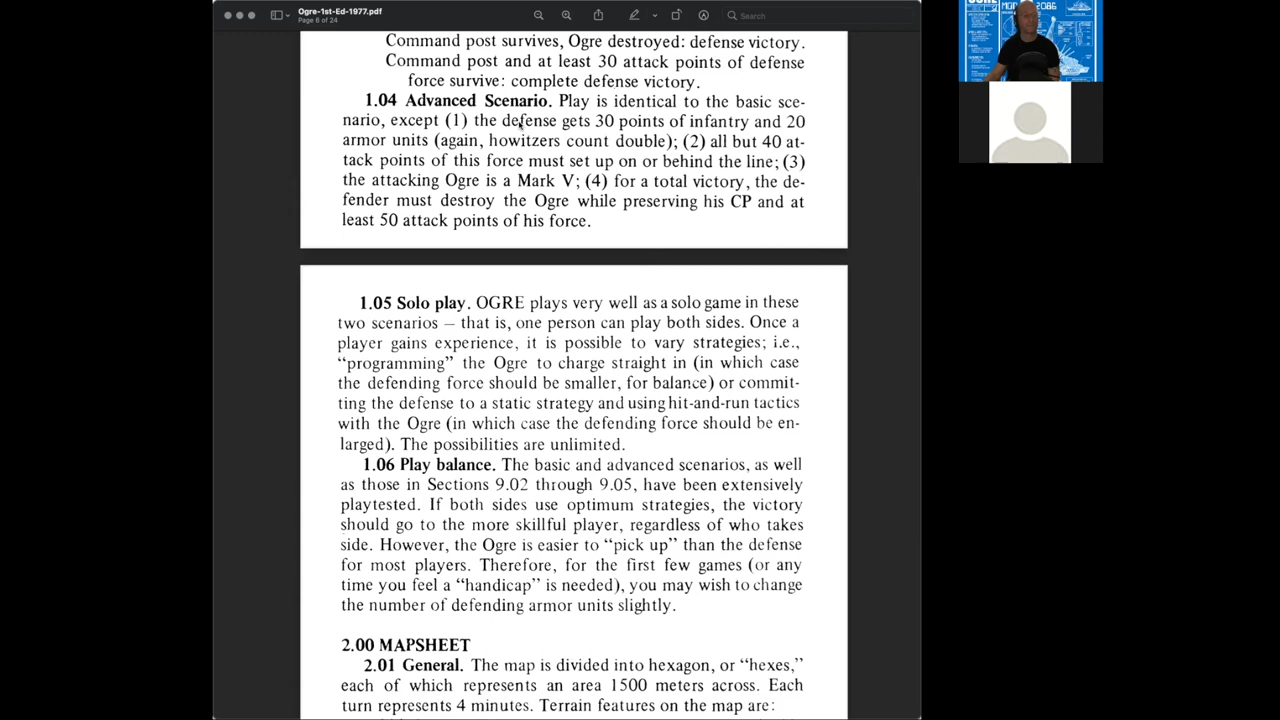 Ogre-1st-Ed-1977.pdf
Page 6 of 24
Search
Command post survives, Ogre destroyed: defense victory.
Command post and at least 30 attack points of defense
force survive: complete defense victory.
1.04 Advanced Scenario. Play is identical to the basic sce-
nario, except (1) the defense gets 30 points of infantry and 20
armor units (again, howitzers count double); (2) all but 40 at-
tack points of this force must set up on or behind the line; (3)
the attacking Ogre is a Mark V; (4) for a total victory, the de-
fender must destroy the Ogre while preserving his CP and at
least 50 attack points of his force.
1.05 Solo play. OGRE plays very well as a solo game in these
two scenarios – that is, one person can play both sides. Once a
player gains experience, it is possible to vary strategies; i.e.,
“programming” the Ogre to charge straight in (in which case
the defending force should be smaller, for balance) or commit-
ting the defense to a static strategy and using hit-and-run tactics
with the Ogre (in which case the defending force should be en-
larged). The possibilities are unlimited.
1.06 Play balance. The basic and advanced scenarios, as well
as those in Sections 9.02 through 9.05, have been extensively
playtested. If both sides use optimum strategies, the victory
should go to the more skillful player, regardless of who takes
side. However, the Ogre is easier to “pick up” than the defense
for most players. Therefore, for the first few games (or any
time you feel a “handicap” is needed), you may wish to change
the number of defending armor units slightly.
2.00 MAPSHEET
2.01 General. The map is divided into hexagon, or “hexes,”
each of which represents an area 1500 meters across. Each
turn represents 4 minutes. Terrain features on the map are: